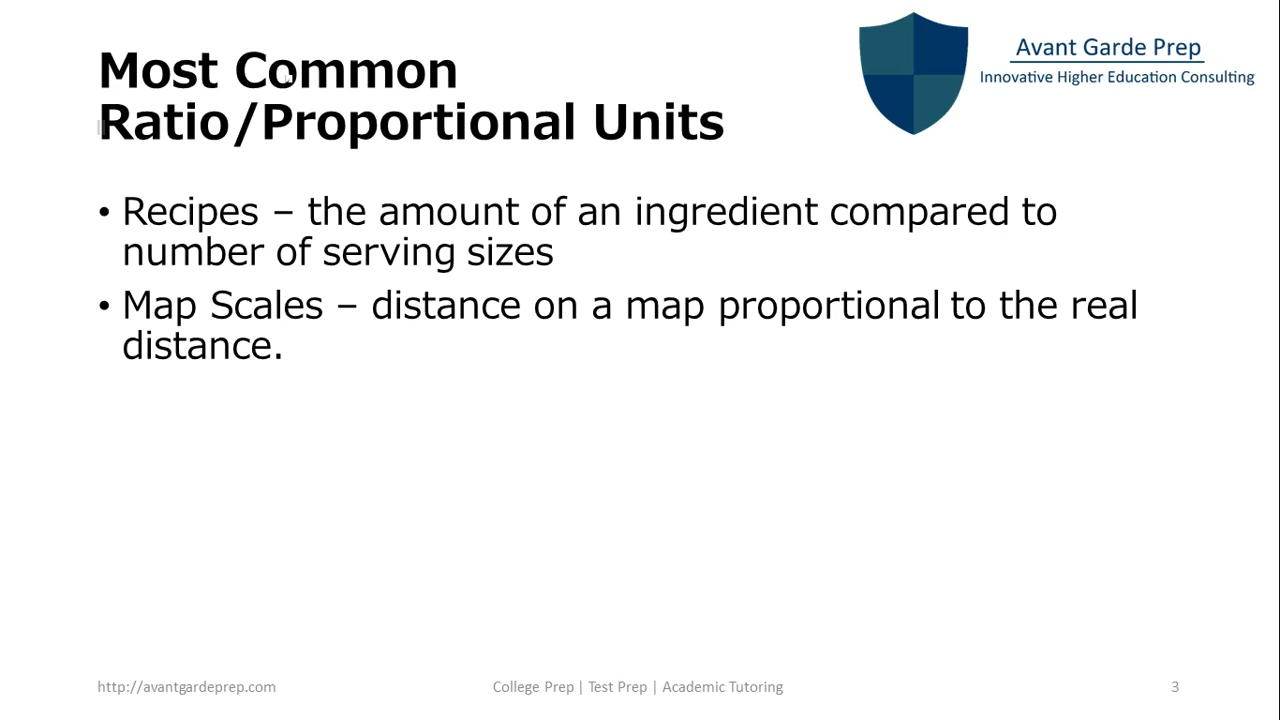 Most Common
Ratio/Proportional Units
Avant Garde Prep
Innovative Higher Education Consulting
• Recipes – the amount of an ingredient compared to
number of serving sizes
• Map Scales – distance on a map proportional to the real
distance.
http://avantgardeprep.com
College Prep | Test Prep | Academic Tutoring
3